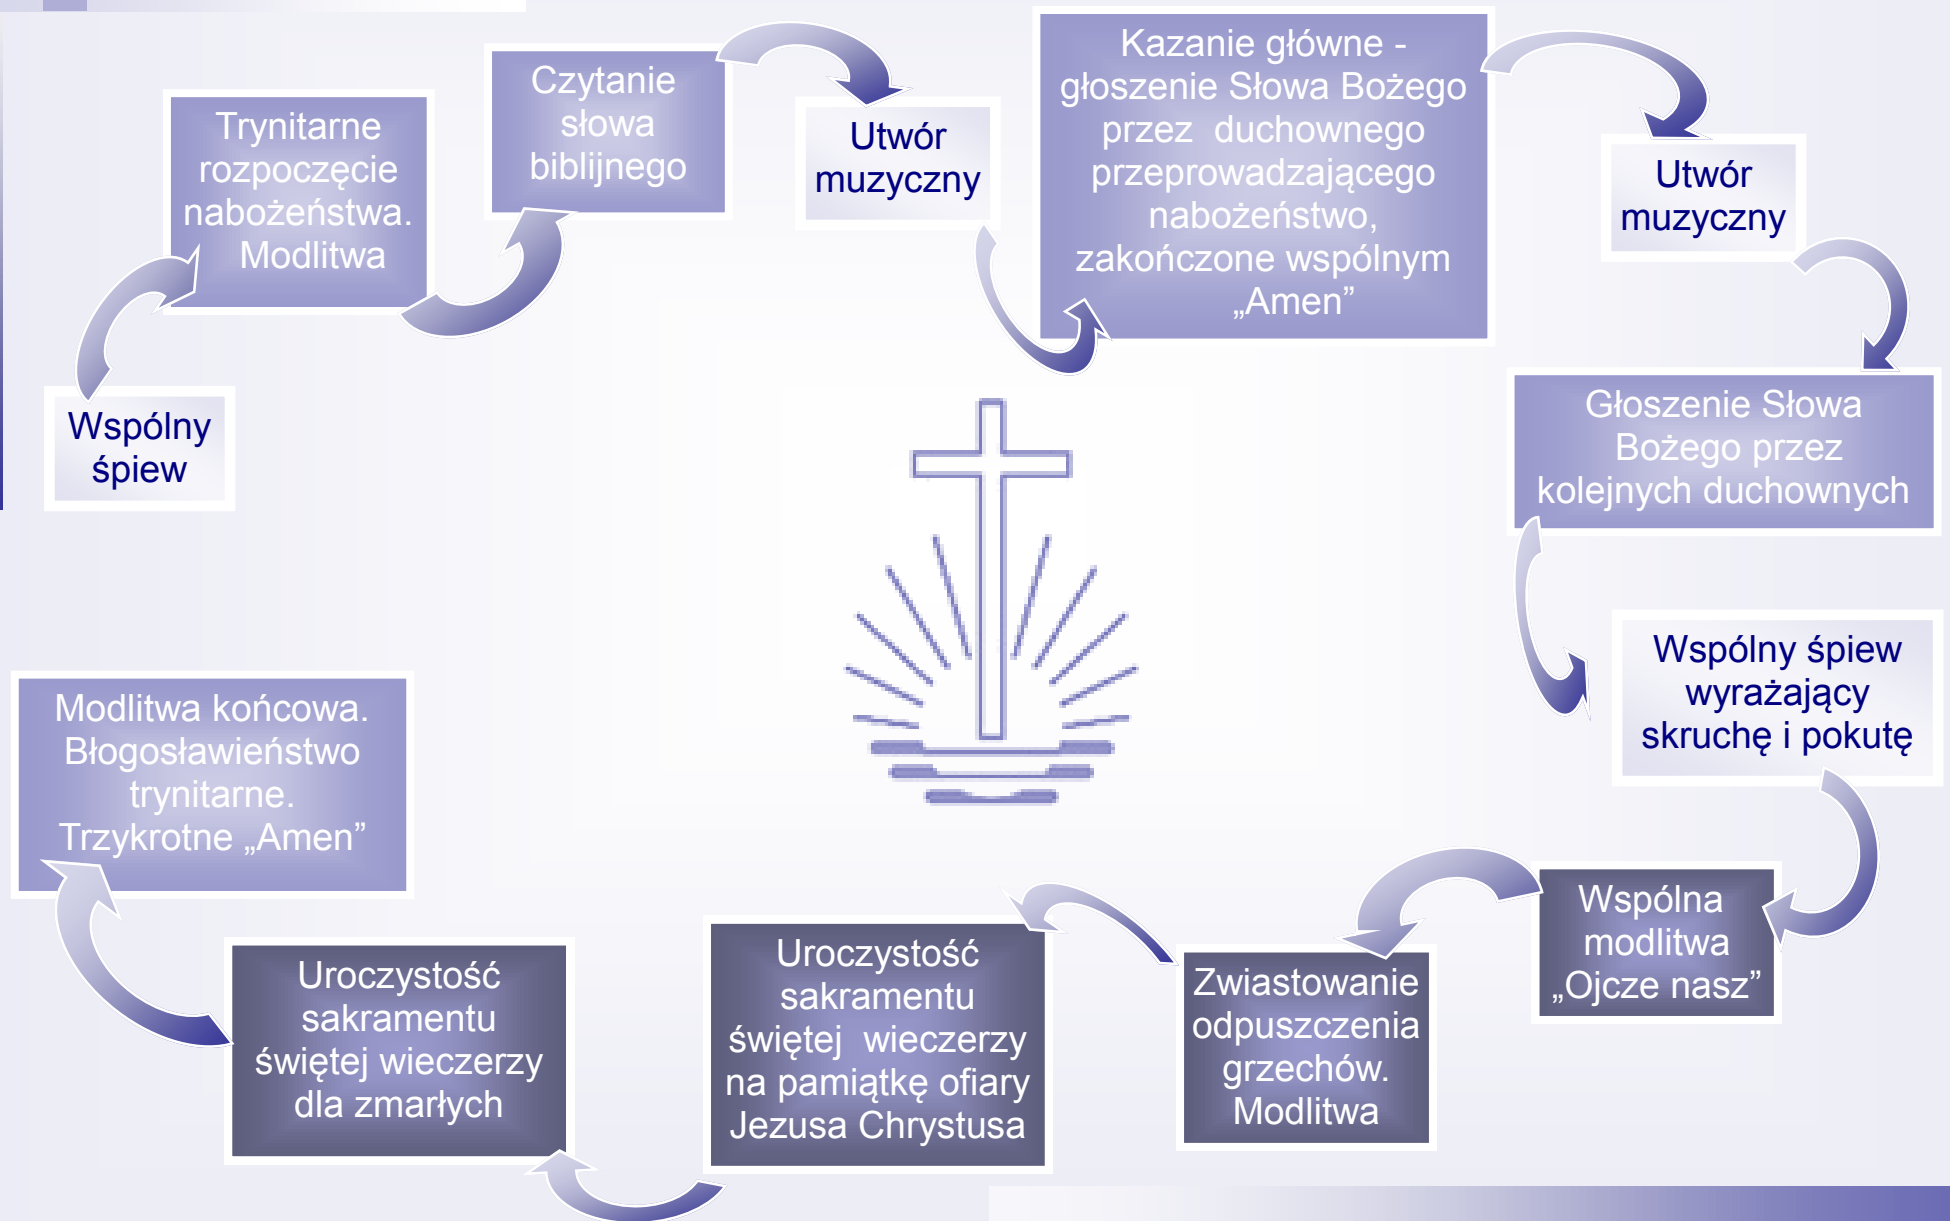 Wspólny
śpiew
Trynitarne
rozpoczęcie
nabożeństwa.
Modlitwa
Czytanie
słowa
biblijnego
Utwór
muzyczny
Kazanie główne -
głoszenie Słowa Bożego
przez duchownego
przeprowadzającego
nabożeństwo,
zakończone wspólnym
„Amen”
Utwór
muzyczny
Głoszenie Słowa
Bożego przez
kolejnych duchownych
Wspólny śpiew
wyrażający
skruchę i pokutę
Wspólna
modlitwa
„Ojcze nasz”
Zwiastowanie
odpuszczenia
grzechów.
Modlitwa
Uroczystość
sakramentu
świętej wieczerzy
na pamiątkę ofiary
Jezusa Chrystusa
Uroczystość
sakramentu
świętej wieczerzy
dla zmarłych
Modlitwa końcowa.
Błogosławieństwo
trynitarne.
Trzykrotne „Amen”